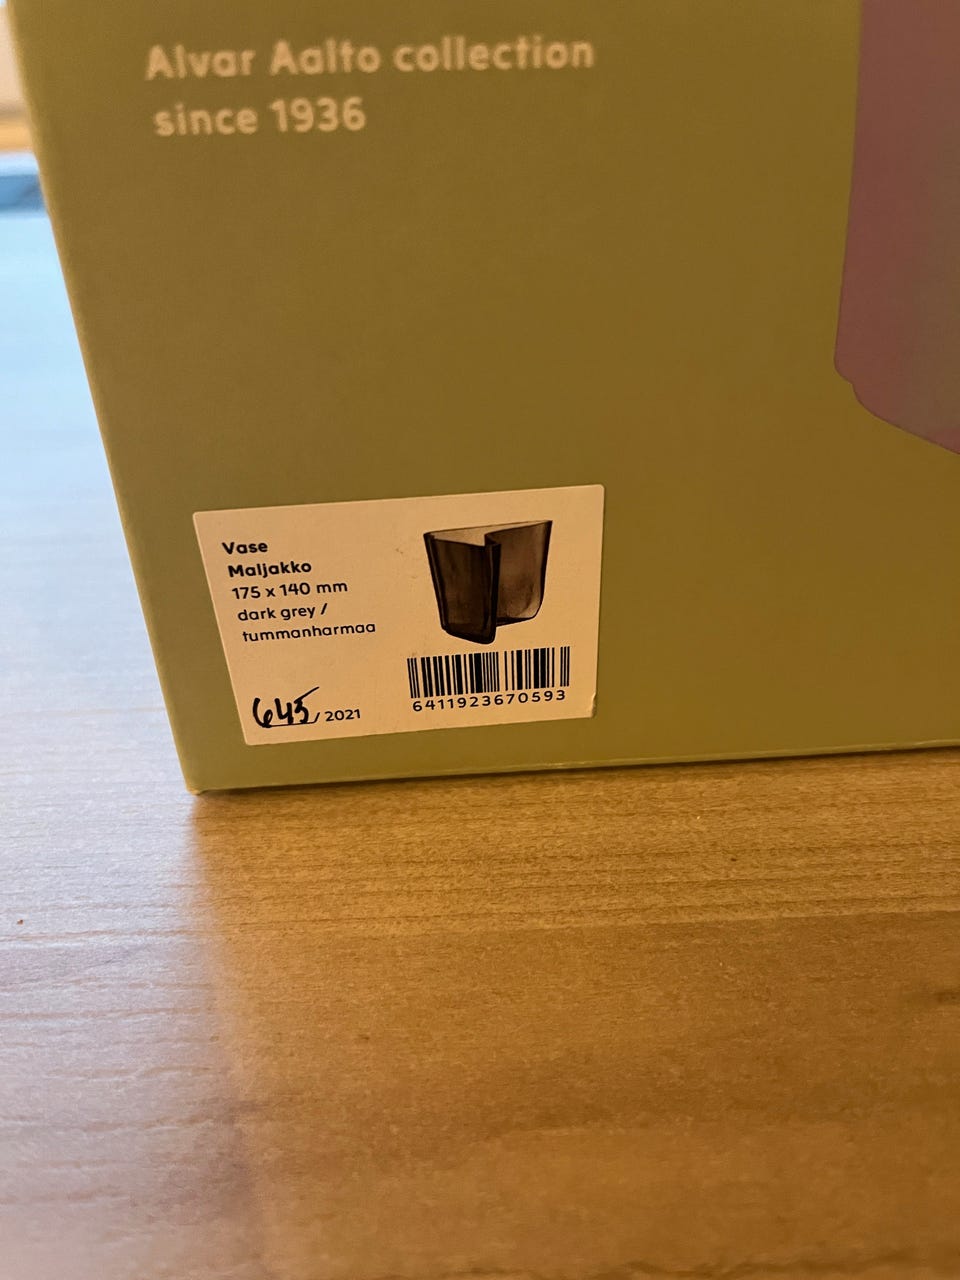 Alvar Aalto collection
since 1936
Vase
Maljakko
175 x 140 mm
dark grey /
tummanharmaa
645 / 2021
6411923670593